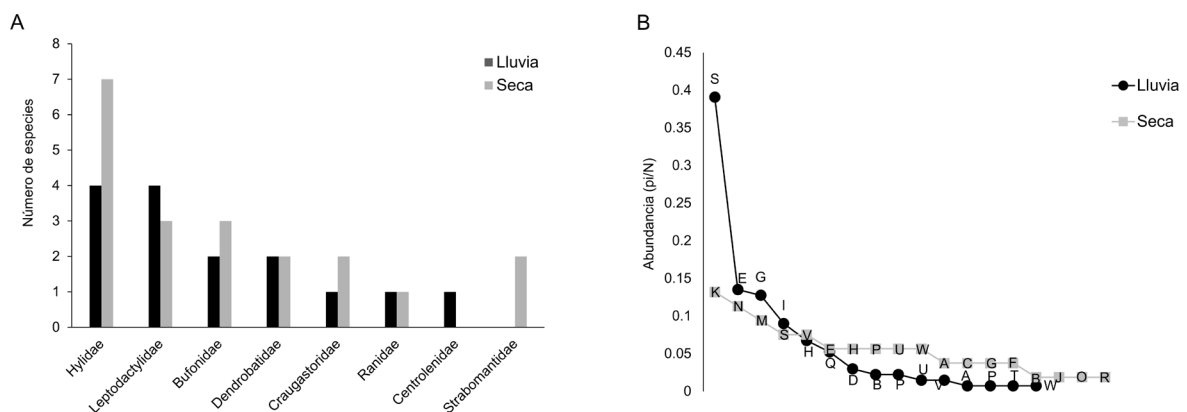 A
Número de especies
8
7
6
5
4
3
2
1
0
Lluvia
Seca
Hylidae
Leptodactylidae
Bufonidae
Dendrobatidae
Craugastoridae
Ranidae
Centrolenidae
Strabomantidae
B
Abundancia (pi/N)
0.45
0.4
0.35
0.3
0.25
0.2
0.15
0.1
0.05
0
Lluvia
Seca
S
E G
I
K N M S V E H P U W A C G F B J O R
H Q D B P U V A P T W